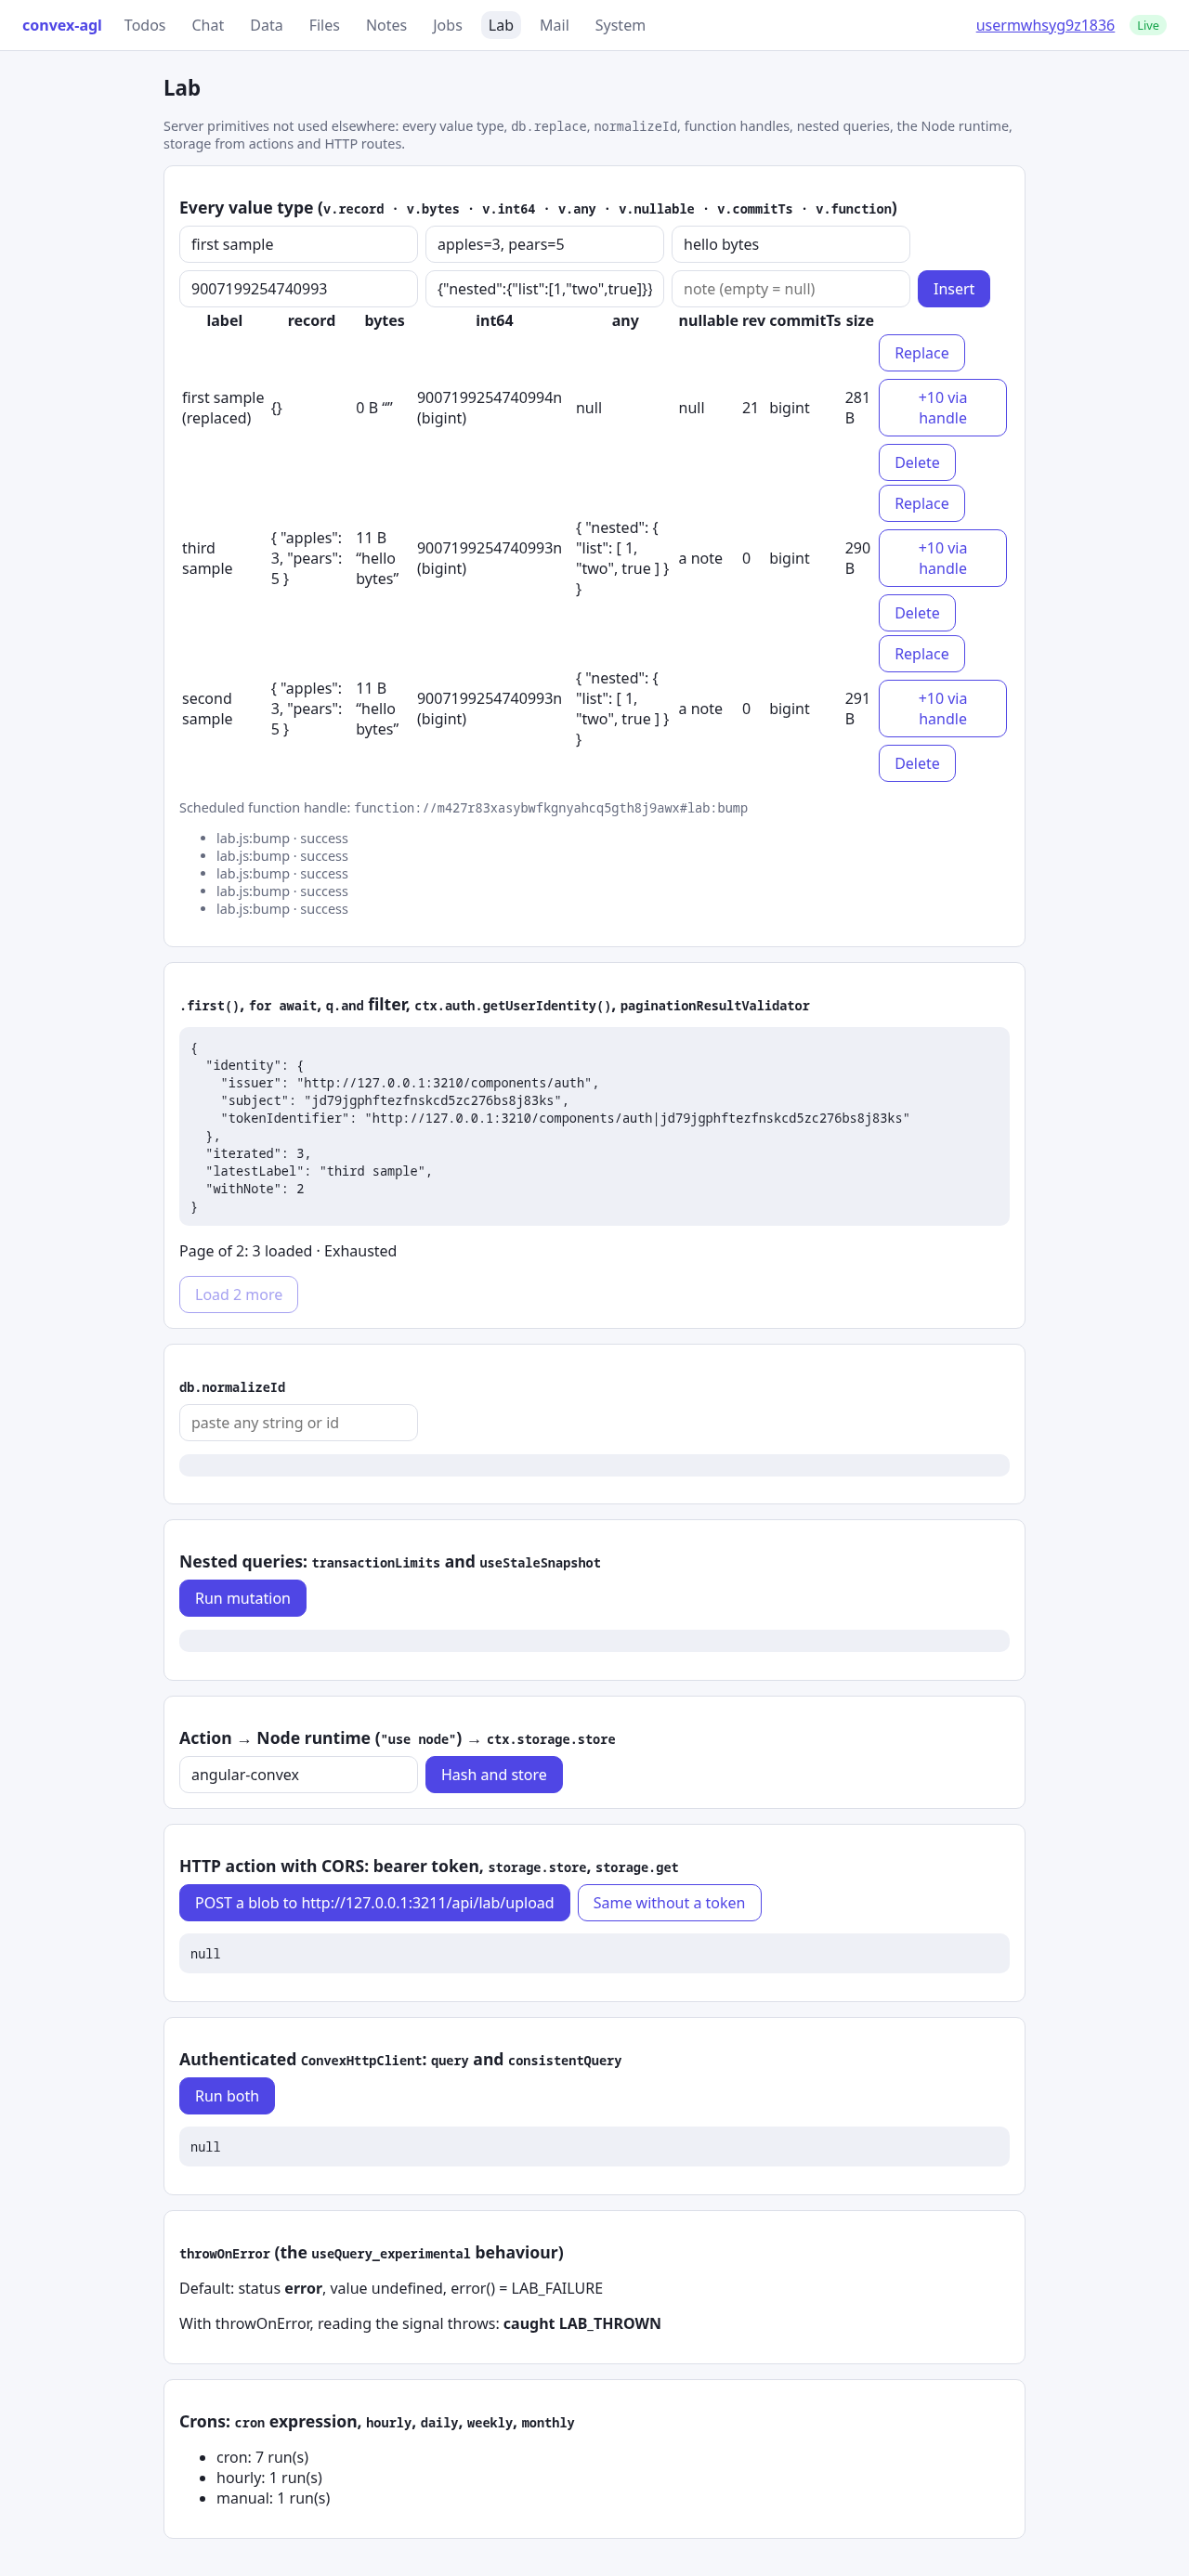 convex-agl Todos Chat Data Files Notes Jobs Lab Mail System usermwhsyg9z1836 Live
Lab
Server primitives not used elsewhere: every value type, db.replace, normalizeId, function handles, nested queries, the Node runtime,
storage from actions and HTTP routes.
Every value type (v.record · v.bytes · v.int64 · v.any · v.nullable · v.commitTs · v.function)
first sample apples=3, pears=5 hello bytes
9007199254740993 {"nested":{"list":[1,"two",true]}} note (empty = null) Insert
label record bytes int64 any nullable rev commitTs size
Replace
first sample (replaced) {} 0 B “” 9007199254740994n (bigint) null null 21 bigint 281 B +10 via handle
Delete
Replace
third sample { "apples": 3, "pears": 5 } 11 B “hello bytes” 9007199254740993n (bigint) { "nested": { "list": [ 1, "two", true ] } } a note 0 bigint 290 B +10 via handle
Delete
Replace
second sample { "apples": 3, "pears": 5 } 11 B “hello bytes” 9007199254740993n (bigint) { "nested": { "list": [ 1, "two", true ] } } a note 0 bigint 291 B +10 via handle
Delete
Scheduled function handle: function://m427r83xasybwfkgnyahcq5gth8j9awx#lab:bump
• lab.js:bump · success
• lab.js:bump · success
• lab.js:bump · success
• lab.js:bump · success
• lab.js:bump · success
.first(), for await, q.and filter, ctx.auth.getUserIdentity(), paginationResultValidator
{
"identity": {
"issuer": "http://127.0.0.1:3210/components/auth",
"subject": "jd79jgphftezfnskcd5zc276bs8j83ks",
"tokenIdentifier": "http://127.0.0.1:3210/components/auth|jd79jgphftezfnskcd5zc276bs8j83ks"
},
"iterated": 3,
"latestLabel": "third sample",
"withNote": 2
}
Page of 2: 3 loaded · Exhausted
Load 2 more
db.normalizeId
paste any string or id
Nested queries: transactionLimits and useStaleSnapshot
Run mutation
Action → Node runtime ("use node") → ctx.storage.store
angular-convex Hash and store
HTTP action with CORS: bearer token, storage.store, storage.get
POST a blob to http://127.0.0.1:3211/api/lab/upload Same without a token
null
Authenticated ConvexHttpClient: query and consistentQuery
Run both
null
throwOnError (the useQuery_experimental behaviour)
Default: status error, value undefined, error() = LAB_FAILURE
With throwOnError, reading the signal throws: caught LAB_THROWN
Crons: cron expression, hourly, daily, weekly, monthly
• cron: 7 run(s)
• hourly: 1 run(s)
• manual: 1 run(s)